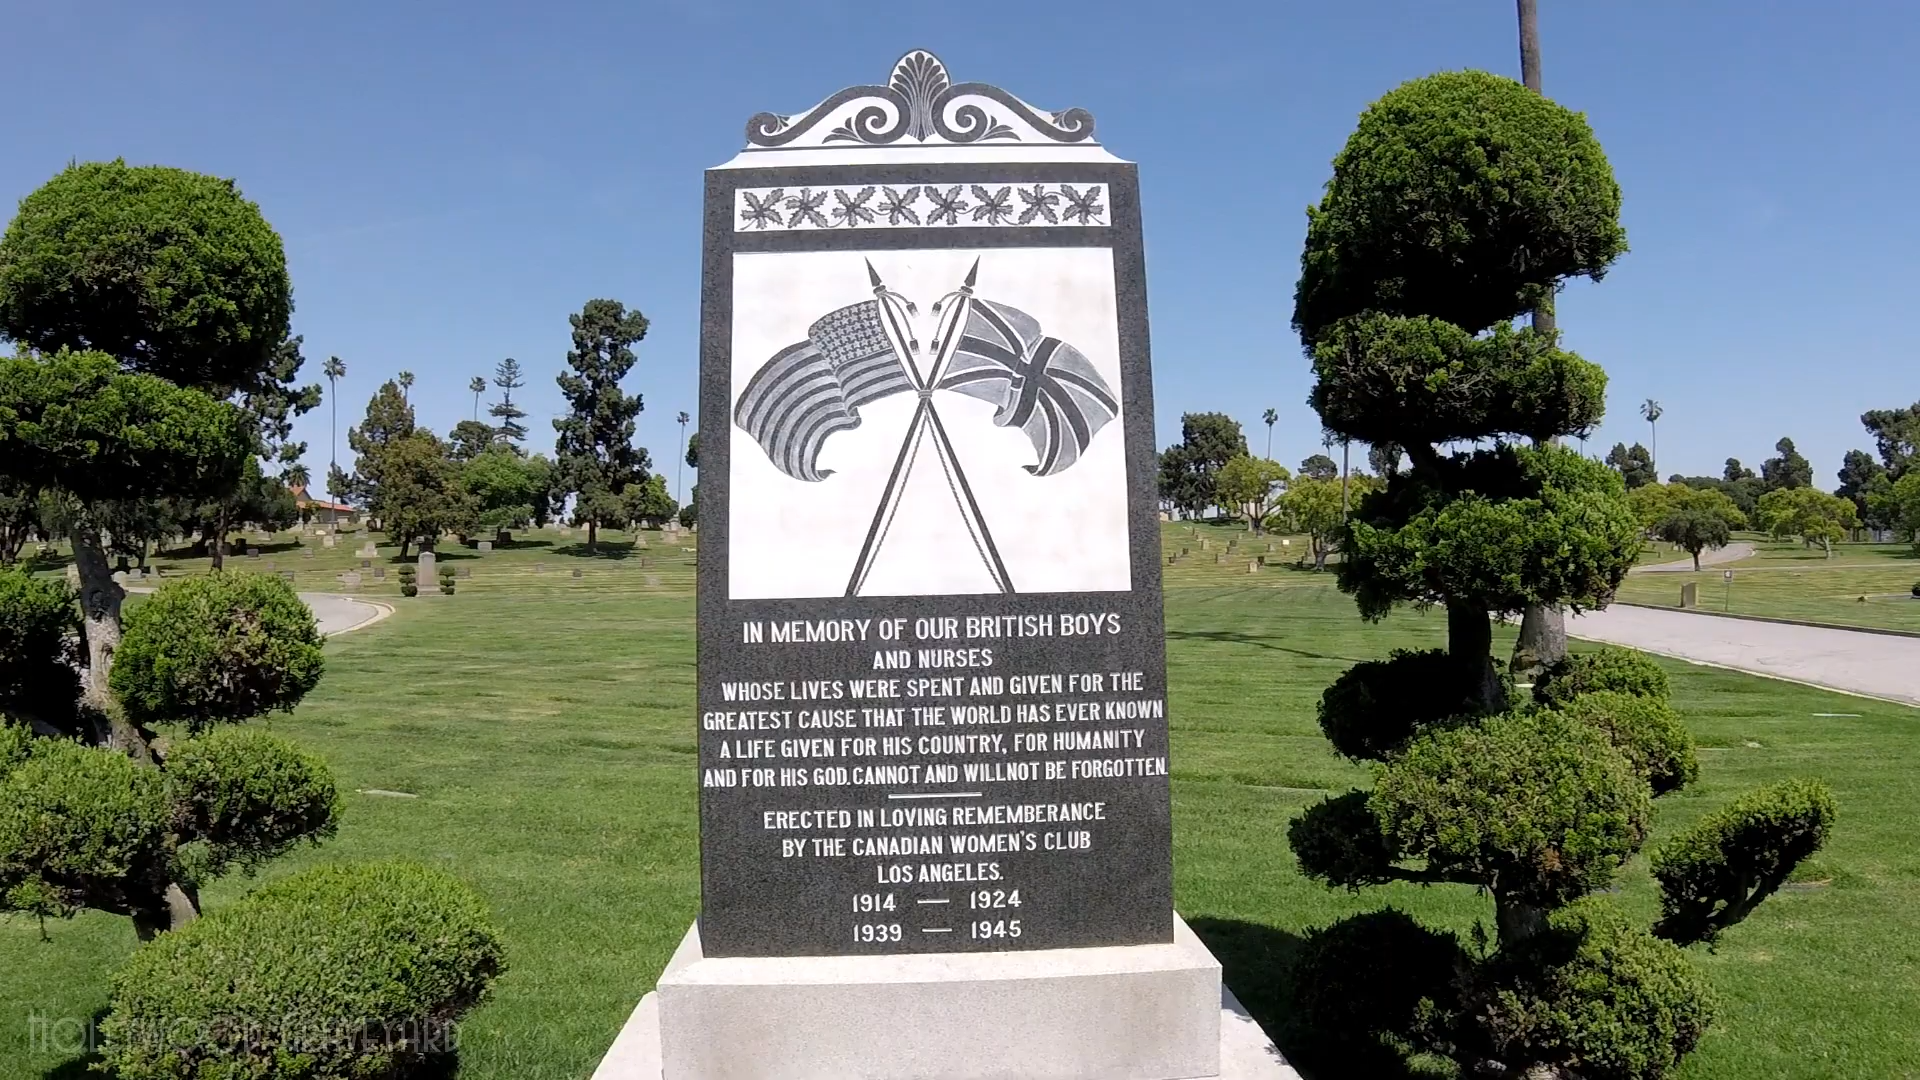 IN MEMORY OF OUR BRITISH BOYS
AND NURSES
WHOSE LIVES WERE SPENT AND GIVEN FOR THE
GREATEST CAUSE THAT THE WORLD HAS EVER KNOWN
A LIFE GIVEN FOR HIS COUNTRY, FOR HUMANITY
AND FOR HIS GOD. CANNOT AND WILLNOT BE FORGOTTEN.
ERECTED IN LOVING REMEMBERANCE
BY THE CANADIAN WOMEN'S CLUB
LOS ANGELES.
1914 — 1924
1939 — 1945
HOLLYWOOD GRAVEYARD